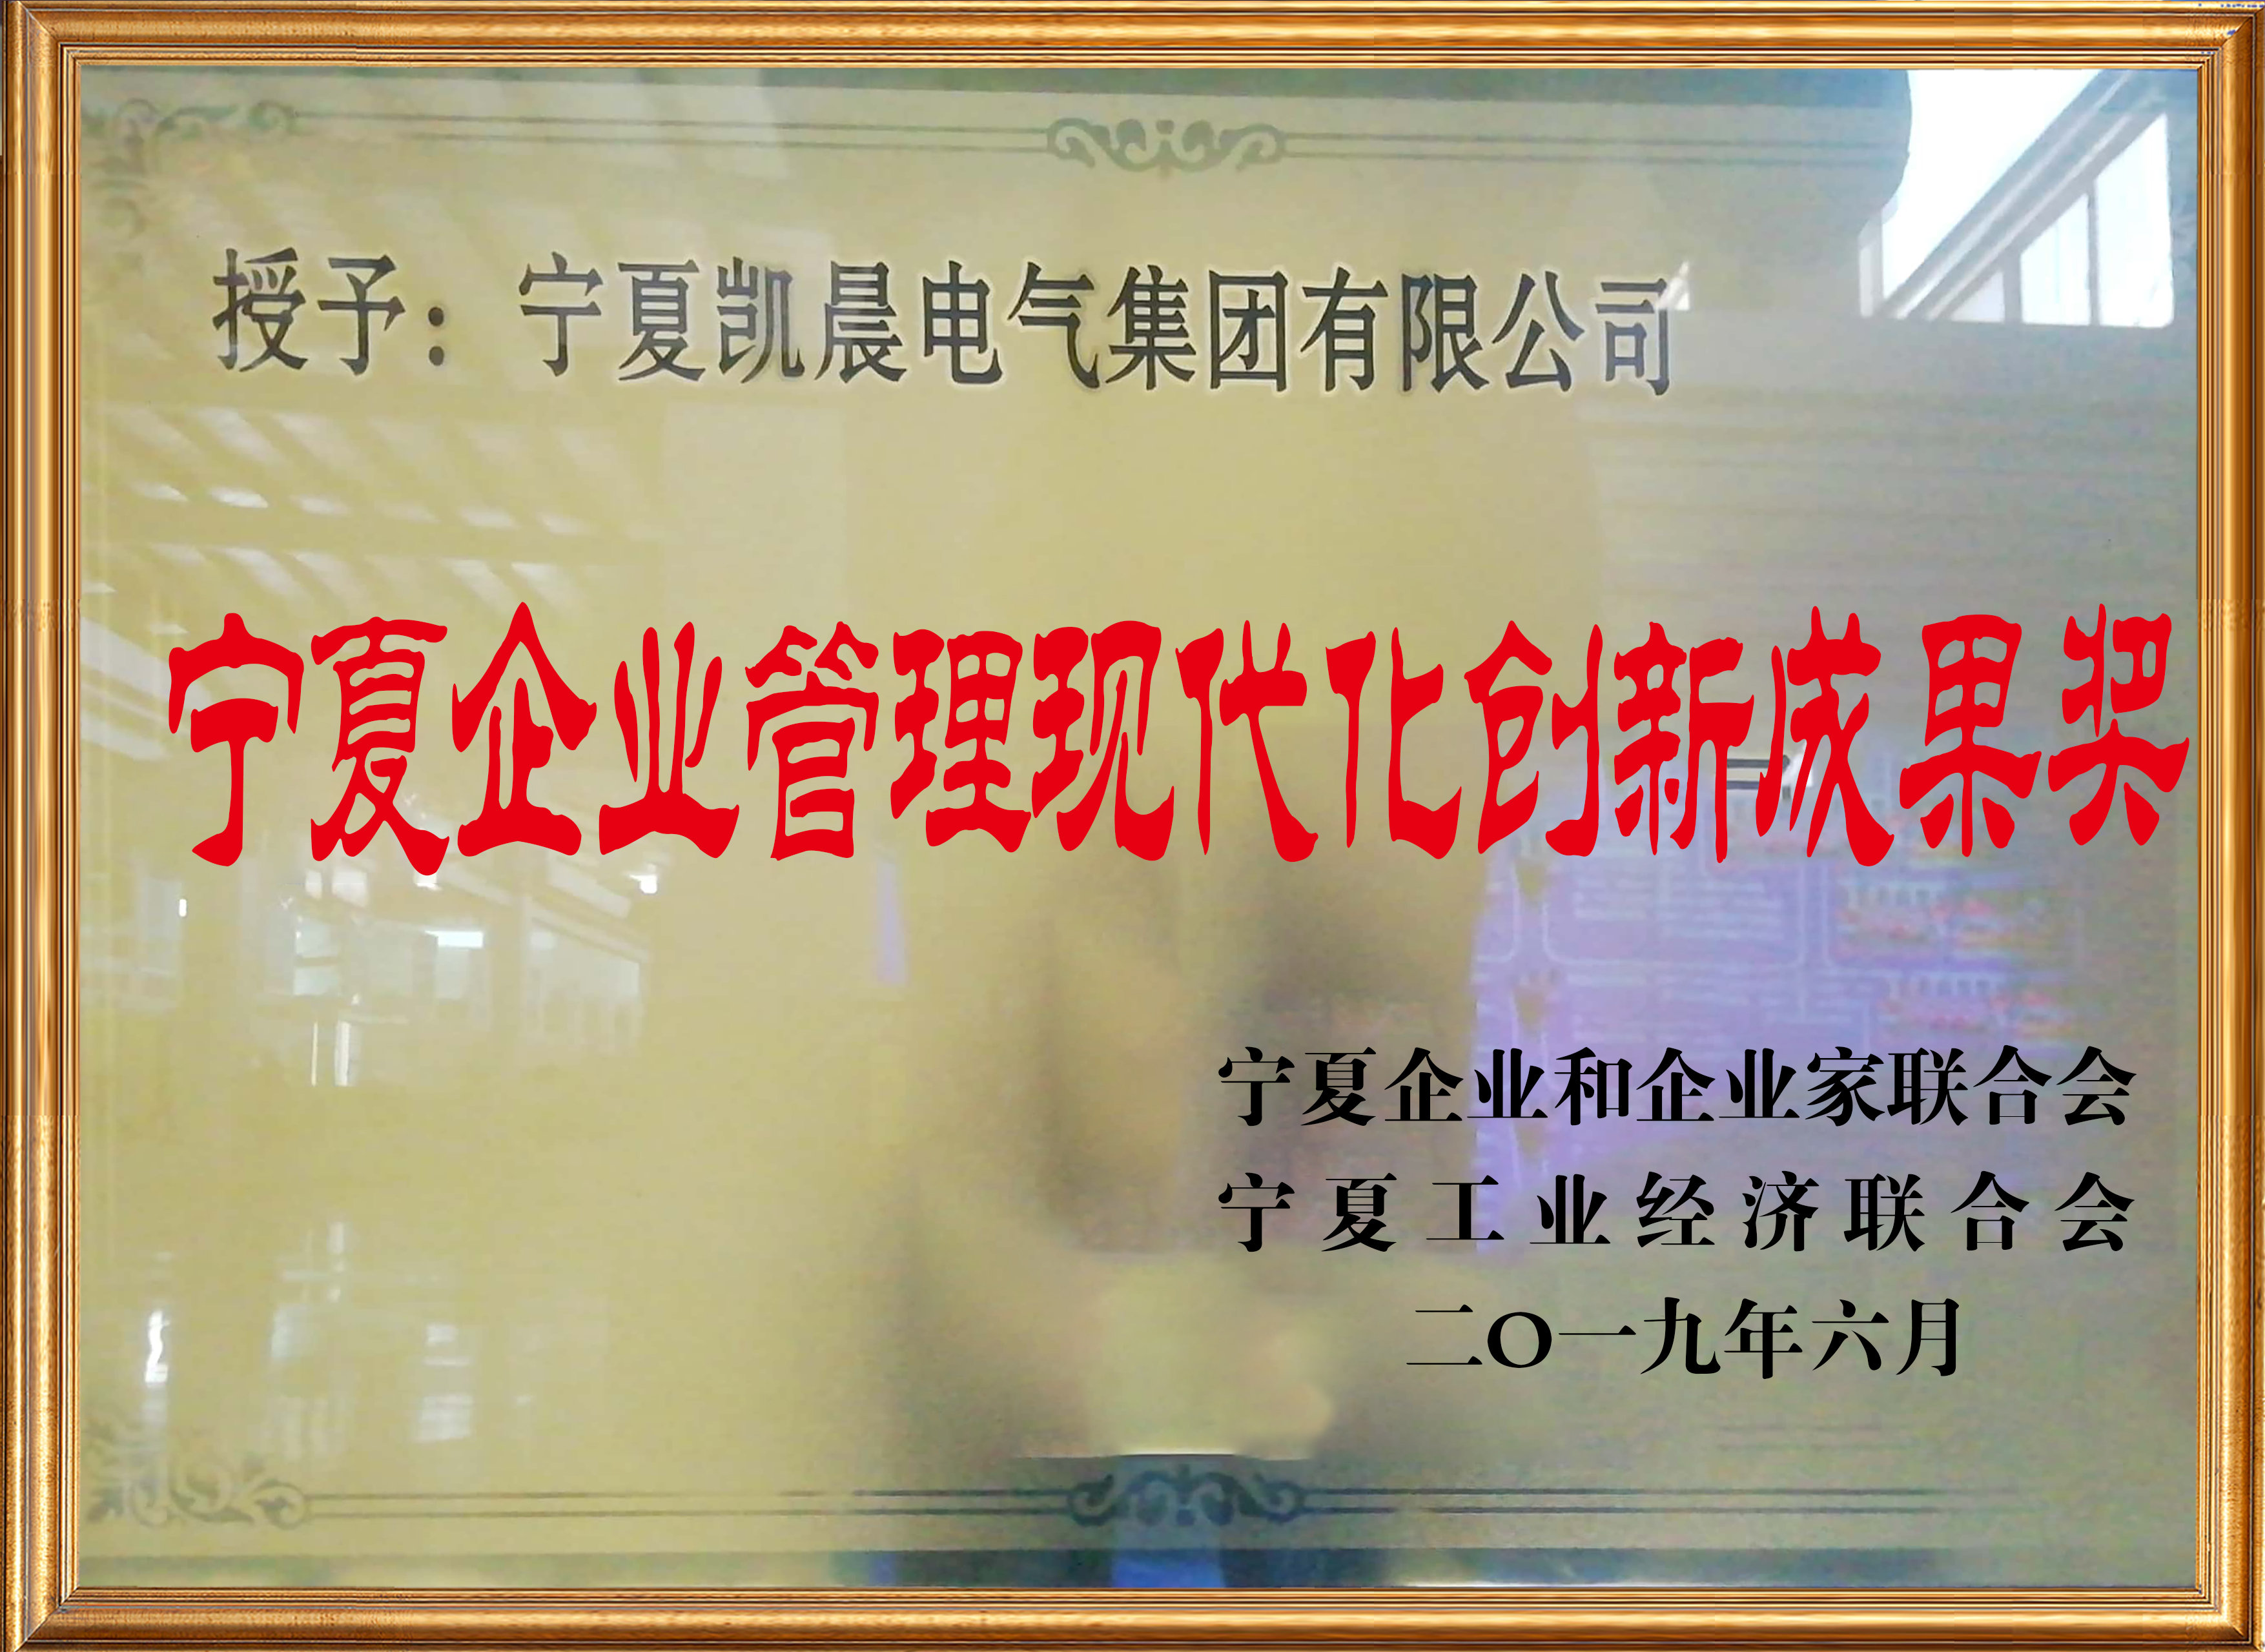 授予：宁夏凯晨电气集团有限公司
宁夏企业管理现代化创新成果奖
宁夏企业和企业家联合会
宁夏工业经济联合会
二〇一九年六月